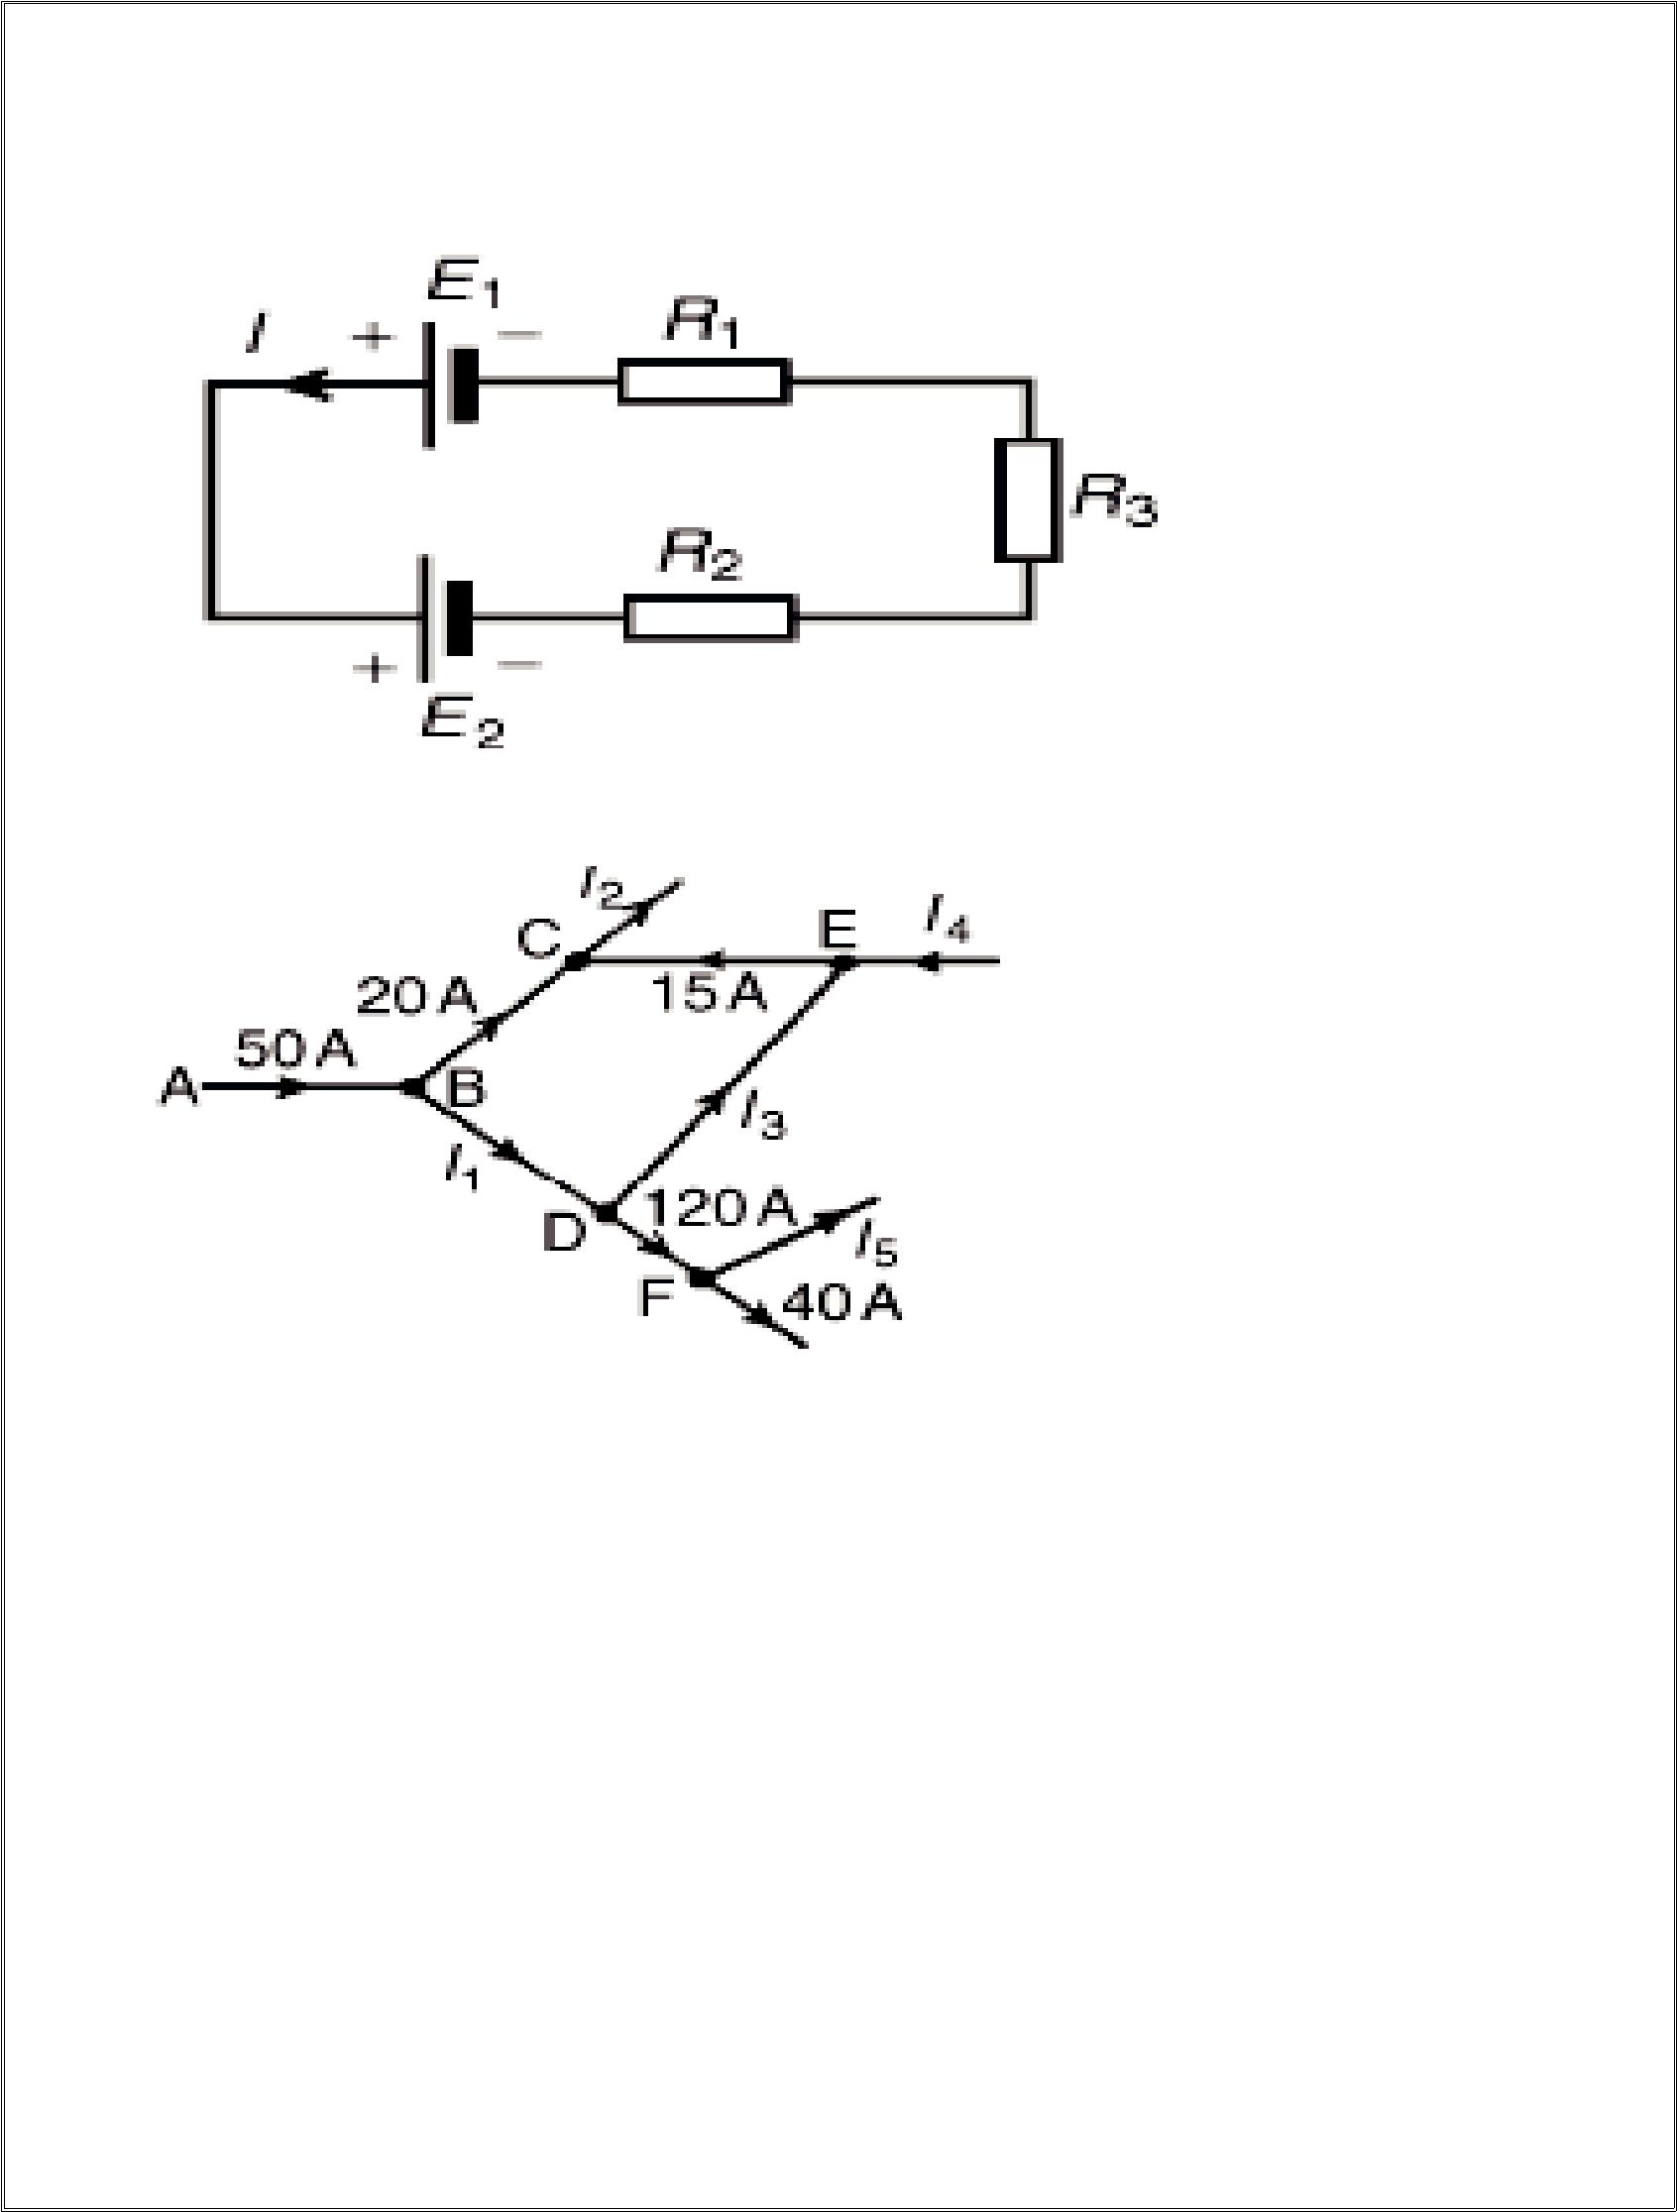 E1
I + − R1
R3
R2
+ −
E2
I2
C E I4
20 A 15 A
50 A
A B
I3
I1
120 A
D I5
F 40 A